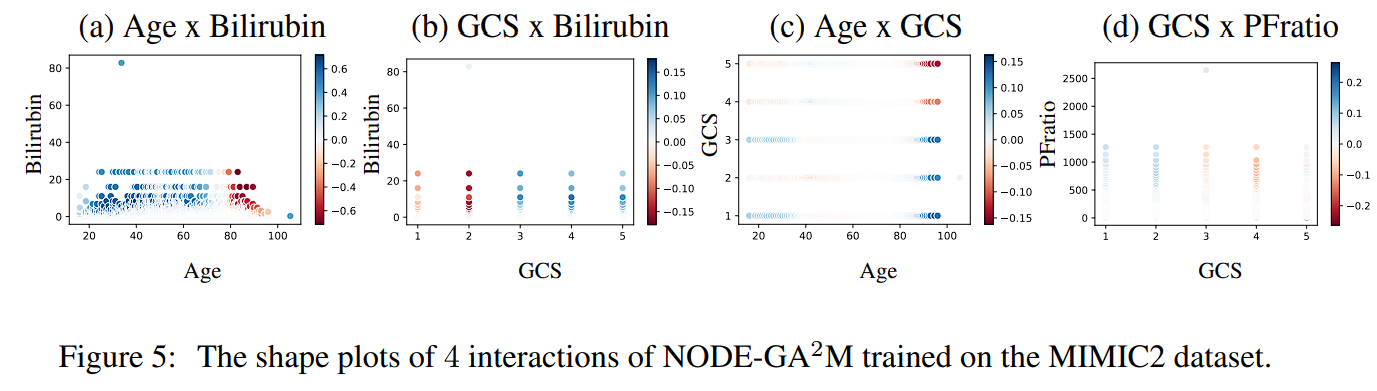 (a) Age x Bilirubin
(b) GCS x Bilirubin
(c) Age x GCS
(d) GCS x PFratio
Bilirubin
80
60
40
20
0
20 40 60 80 100
Age
0.6
0.4
0.2
0.0
−0.2
−0.4
−0.6
Bilirubin
80
60
40
20
0
1 2 3 4 5
GCS
0.15
0.10
0.05
0.00
−0.05
−0.10
−0.15
GCS
5
4
3
2
1
20 40 60 80 100
Age
0.15
0.10
0.05
0.00
−0.05
−0.10
−0.15
PFratio
2500
2000
1500
1000
500
0
1 2 3 4 5
GCS
0.2
0.1
0.0
−0.1
−0.2
Figure 5: The shape plots of 4 interactions of NODE-GA²M trained on the MIMIC2 dataset.